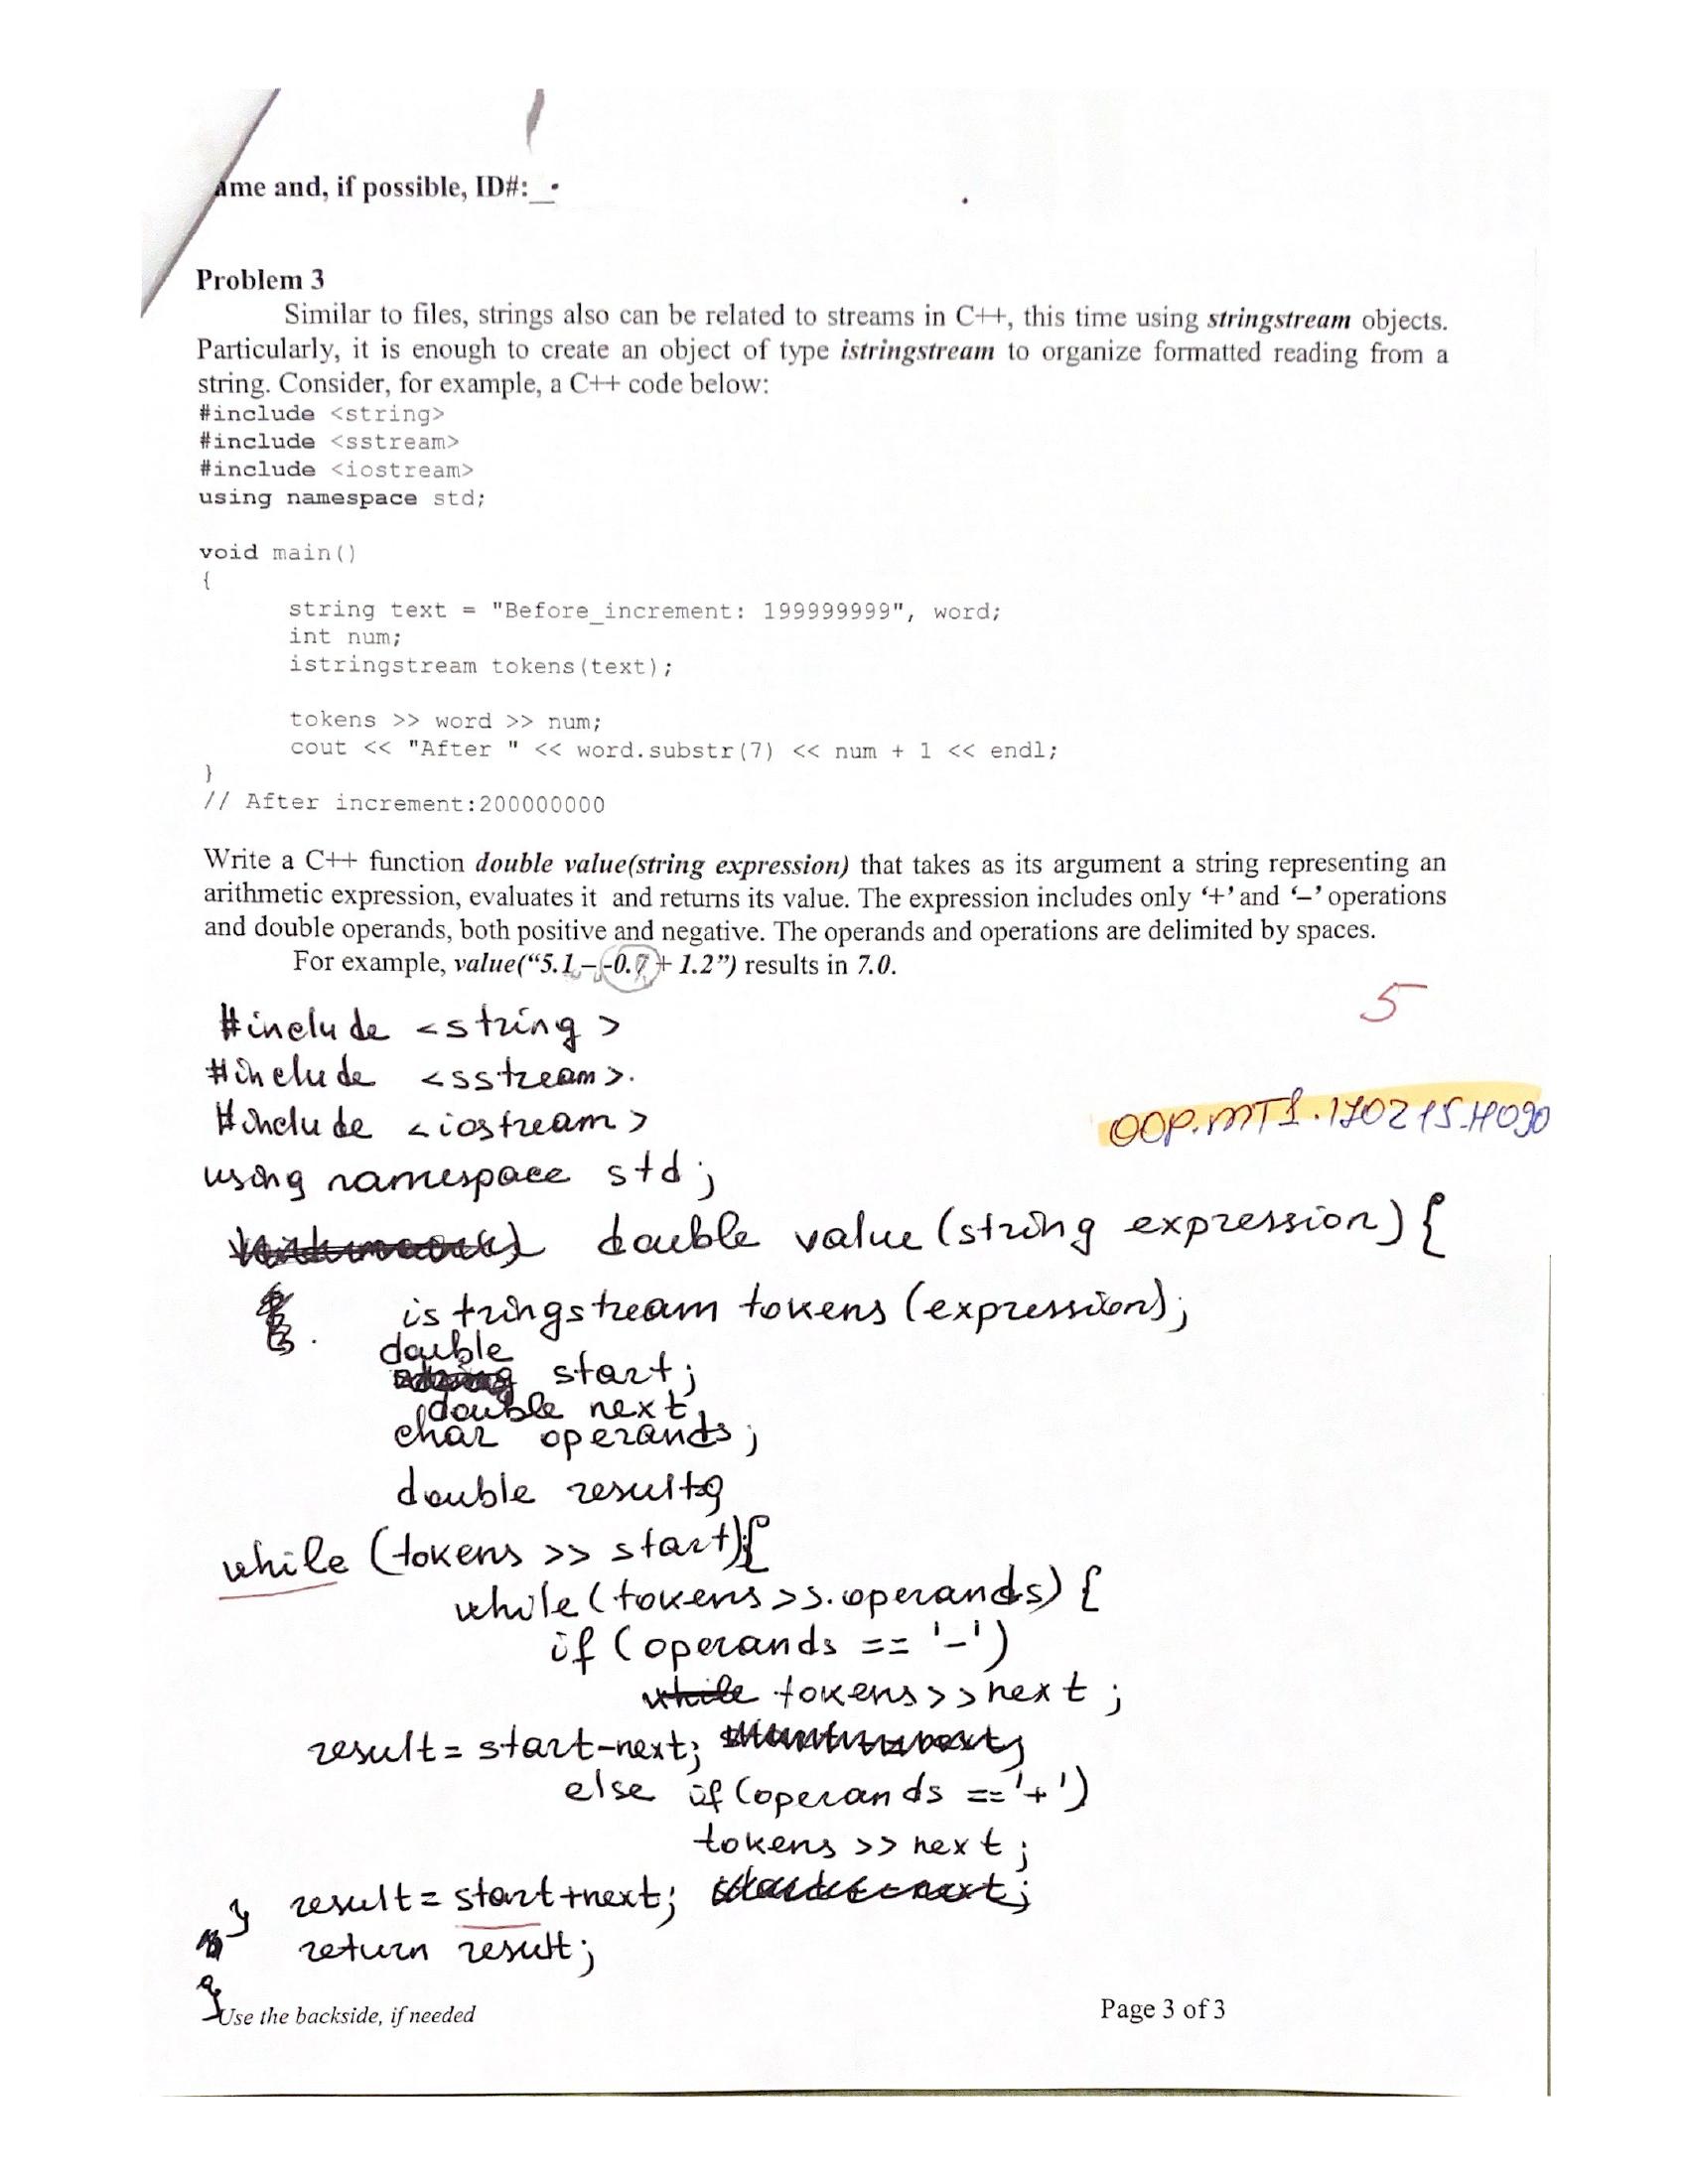 ame and, if possible, ID#:__
Problem 3
Similar to files, strings also can be related to streams in C++, this time using stringstream objects.
Particularly, it is enough to create an object of type istringstream to organize formatted reading from a
string. Consider, for example, a C++ code below:
#include <string>
#include <sstream>
#include <iostream>
using namespace std;
void main()
{
string text = "Before_increment: 199999999", word;
int num;
istringstream tokens(text);
tokens >> word >> num;
cout << "After " << word.substr(7) << num + 1 << endl;
}
// After increment:200000000
Write a C++ function double value(string expression) that takes as its argument a string representing an
arithmetic expression, evaluates it and returns its value. The expression includes only ‘+’ and ‘–’ operations
and double operands, both positive and negative. The operands and operations are delimited by spaces.
For example, value(“5.1 – -0.7 + 1.2”) results in 7.0.
5
#include <string>
#include <sstream>.
#include <iostream>
OOP.MT1.170215.H090
using namespace std;
double value (string expression) {
istringstream tokens (expression);
double
start;
double next;
char operands;
double result;
while (tokens >> start){
while (tokens >> operands) {
if (operands == '-')
while tokens >> next ;
result = start-next;
else if (operands == '+')
tokens >> next ;
} result = start+next;
return result;
}
Use the backside, if needed
Page 3 of 3